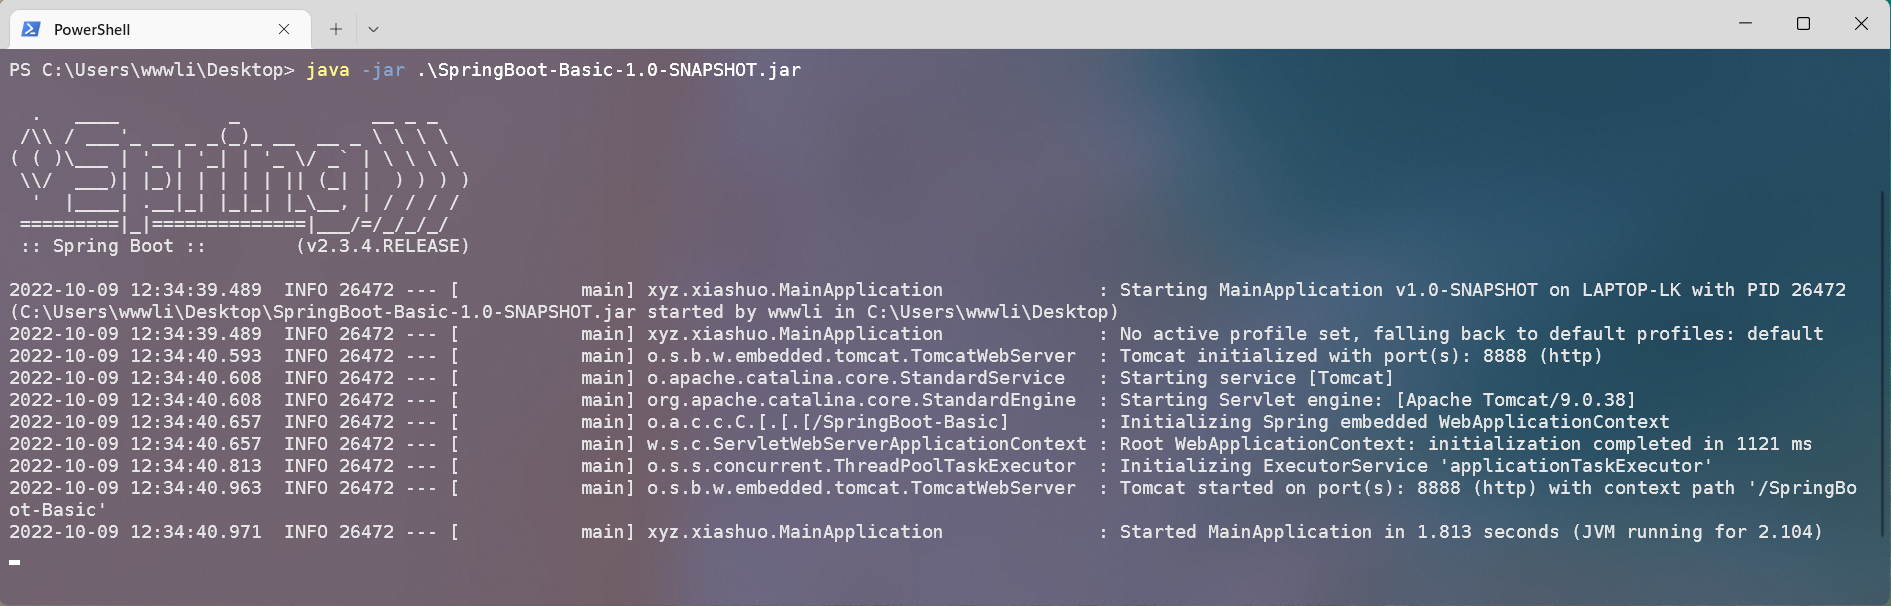 PowerShell
PS C:\Users\wwwli\Desktop> java -jar .\SpringBoot-Basic-1.0-SNAPSHOT.jar
  .   ____          _            __ _ _
 /\\ / ___'_ __ _ _(_)_ __  __ _ \ \ \ \
( ( )\___ | '_ | '_| | '_ \/ _` | \ \ \ \
 \\/  ___)| |_)| | | | | || (_| |  ) ) ) )
  '  |____| .__|_| |_|_| |_\__, | / / / /
 =========|_|==============|___/=/_/_/_/
 :: Spring Boot ::        (v2.3.4.RELEASE)
2022-10-09 12:34:39.489  INFO 26472 --- [           main] xyz.xiashuo.MainApplication              : Starting MainApplication v1.0-SNAPSHOT on LAPTOP-LK with PID 26472
(C:\Users\wwwli\Desktop\SpringBoot-Basic-1.0-SNAPSHOT.jar started by wwwli in C:\Users\wwwli\Desktop)
2022-10-09 12:34:39.489  INFO 26472 --- [           main] xyz.xiashuo.MainApplication              : No active profile set, falling back to default profiles: default
2022-10-09 12:34:40.593  INFO 26472 --- [           main] o.s.b.w.embedded.tomcat.TomcatWebServer  : Tomcat initialized with port(s): 8888 (http)
2022-10-09 12:34:40.608  INFO 26472 --- [           main] o.apache.catalina.core.StandardService   : Starting service [Tomcat]
2022-10-09 12:34:40.608  INFO 26472 --- [           main] org.apache.catalina.core.StandardEngine  : Starting Servlet engine: [Apache Tomcat/9.0.38]
2022-10-09 12:34:40.657  INFO 26472 --- [           main] o.a.c.c.C.[.[.[/SpringBoot-Basic]        : Initializing Spring embedded WebApplicationContext
2022-10-09 12:34:40.657  INFO 26472 --- [           main] w.s.c.ServletWebServerApplicationContext : Root WebApplicationContext: initialization completed in 1121 ms
2022-10-09 12:34:40.813  INFO 26472 --- [           main] o.s.s.concurrent.ThreadPoolTaskExecutor  : Initializing ExecutorService 'applicationTaskExecutor'
2022-10-09 12:34:40.963  INFO 26472 --- [           main] o.s.b.w.embedded.tomcat.TomcatWebServer  : Tomcat started on port(s): 8888 (http) with context path '/SpringBo
ot-Basic'
2022-10-09 12:34:40.971  INFO 26472 --- [           main] xyz.xiashuo.MainApplication              : Started MainApplication in 1.813 seconds (JVM running for 2.104)